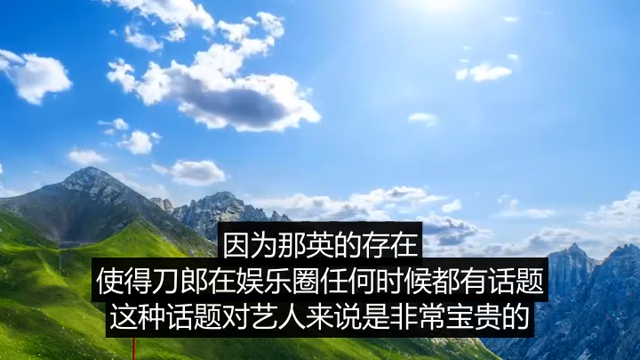 因为那英的存在
使得刀郎在娱乐圈任何时候都有话题
这种话题对艺人来说是非常宝贵的